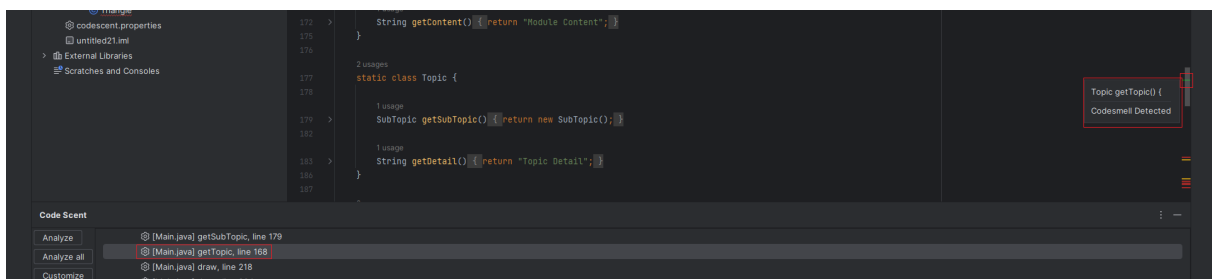 Triangle
codescent.properties
untitled21.iml
External Libraries
Scratches and Consoles
172 String getContent() { return "Module Content"; }
175 }
176
2 usages
177 static class Topic {
178
1 usage
179 SubTopic getSubTopic() { return new SubTopic(); }
182
1 usage
183 String getDetail() { return "Topic Detail"; }
186 }
187
Topic getTopic() {
Codesmell Detected
Code Scent
Analyze
Analyze all
Customize
[Main.java] getSubTopic, line 179
[Main.java] getTopic, line 168
[Main.java] draw, line 218